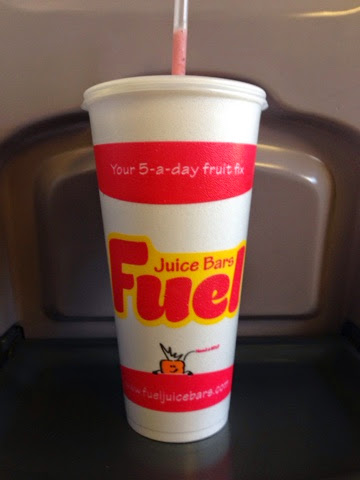 Your 5-a-day fruit fix
Juice Bars
Fuel
www.fueljuicebars.com